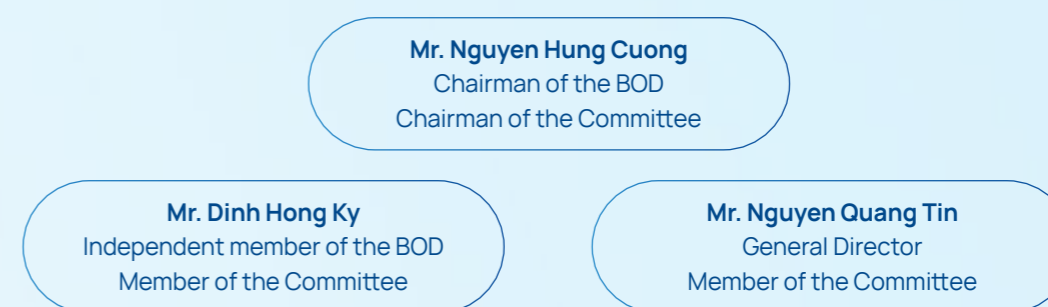 Mr. Nguyen Hung Cuong
Chairman of the BOD
Chairman of the Committee
Mr. Dinh Hong Ky
Independent member of the BOD
Member of the Committee
Mr. Nguyen Quang Tin
General Director
Member of the Committee